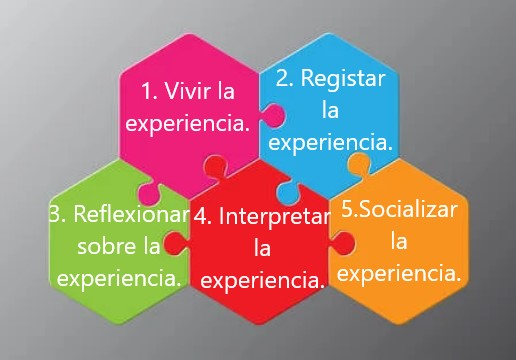 1. Vivir la
experiencia.
2. Registar
la
experiencia.
3. Reflexionar
sobre la
experiencia.
4. Interpretar
la
experiencia.
5.Socializar
la
experiencia.